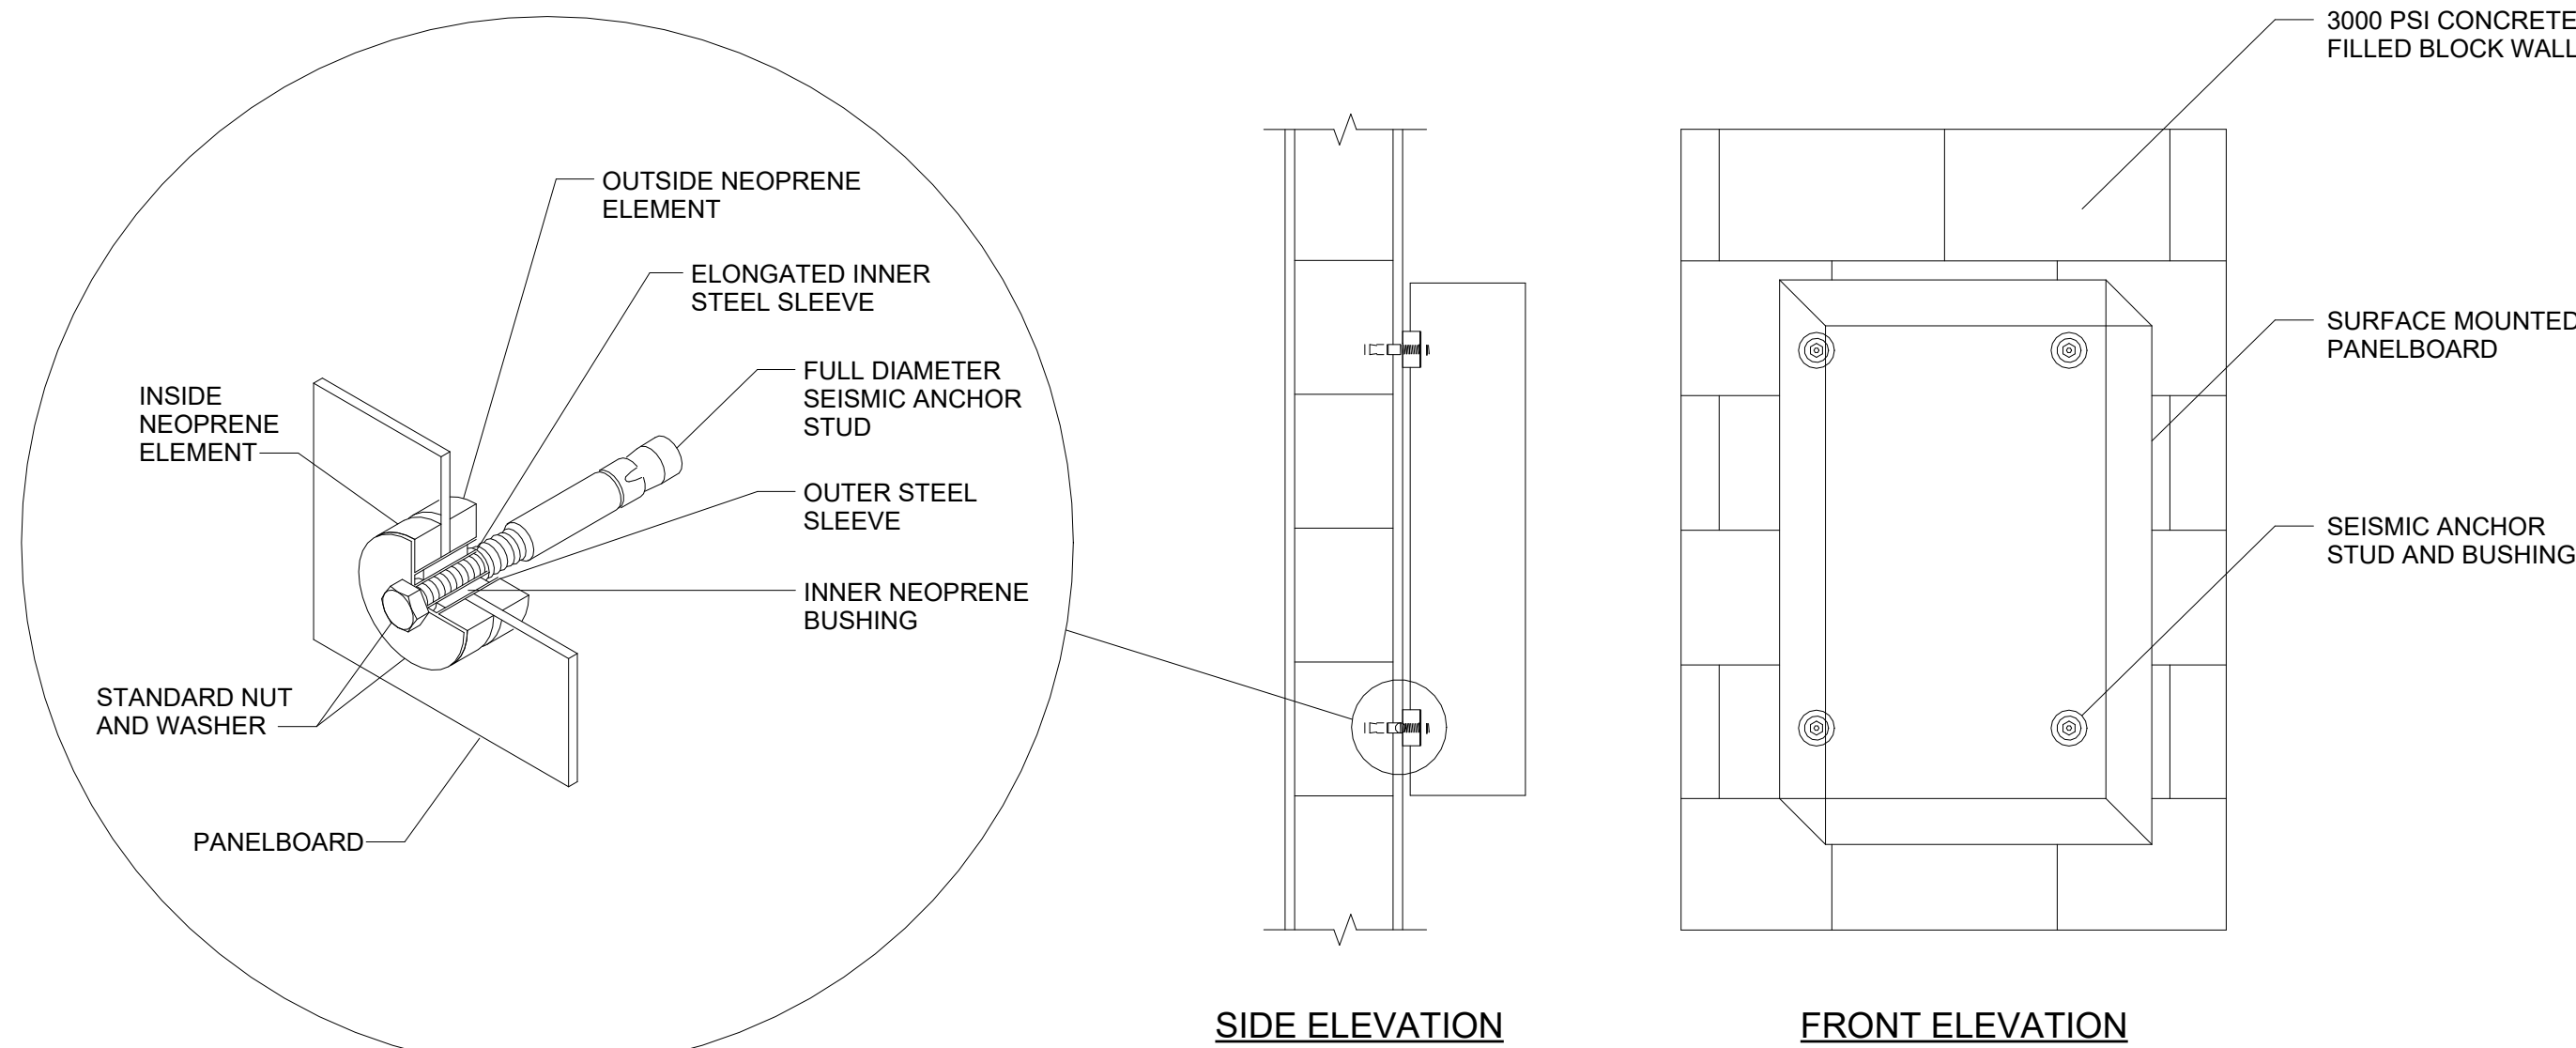 OUTSIDE NEOPRENE
ELEMENT
ELONGATED INNER
STEEL SLEEVE
FULL DIAMETER
SEISMIC ANCHOR
STUD
INSIDE
NEOPRENE
ELEMENT
OUTER STEEL
SLEEVE
INNER NEOPRENE
BUSHING
STANDARD NUT
AND WASHER
PANELBOARD
SIDE ELEVATION
3000 PSI CONCRETE
FILLED BLOCK WALL
SURFACE MOUNTED
PANELBOARD
SEISMIC ANCHOR
STUD AND BUSHING
FRONT ELEVATION